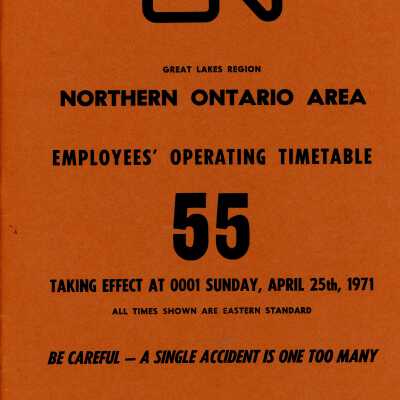 GREAT LAKES REGION
NORTHERN ONTARIO AREA
EMPLOYEES' OPERATING TIMETABLE
55
TAKING EFFECT AT 0001 SUNDAY, APRIL 25th, 1971
ALL TIMES SHOWN ARE EASTERN STANDARD
BE CAREFUL — A SINGLE ACCIDENT IS ONE TOO MANY